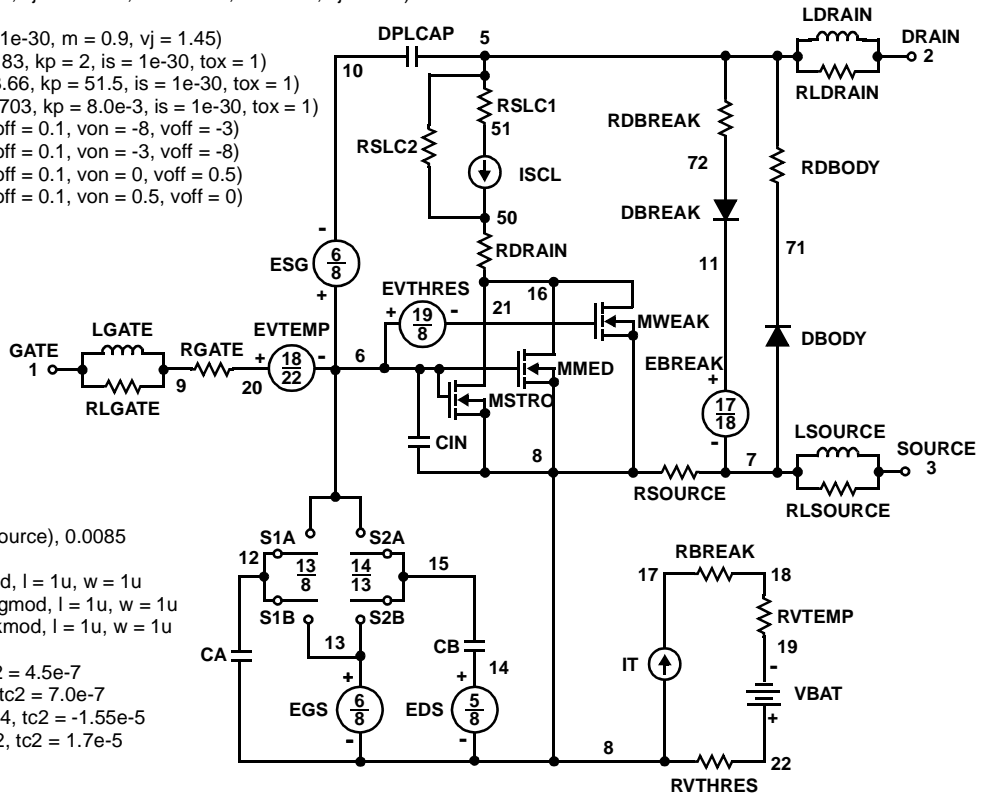 1e-30, m = 0.9, vj = 1.45)
83, kp = 2, is = 1e-30, tox = 1)
3.66, kp = 51.5, is = 1e-30, tox = 1)
703, kp = 8.0e-3, is = 1e-30, tox = 1)
voff = 0.1, von = -8, voff = -3)
voff = 0.1, von = -3, voff = -8)
voff = 0.1, von = 0, voff = 0.5)
voff = 0.1, von = 0.5, voff = 0)
LDRAIN
DPLCAP 5 DRAIN
10 2
RLDRAIN
RSLC1
51
RSLC2
ISCL
RDBREAK
72
RDBODY
DBREAK
50
RDRAIN
71
11
ESG 6 8
- +
EVTHRES
+ 19 8 -
16
21
MWEAK
LGATE
GATE
1
RGATE
EVTEMP
+ 18 22 -
6
9
20
RLGATE
MMED
MSTRO
DBODY
EBREAK
+
17 18
-
CIN
8
RSOURCE
7
LSOURCE
SOURCE
3
RLSOURCE
ource), 0.0085
d, l = 1u, w = 1u
gmod, l = 1u, w = 1u
kmod, l = 1u, w = 1u
2 = 4.5e-7
tc2 = 7.0e-7
4, tc2 = -1.55e-5
2, tc2 = 1.7e-5
S1A S2A
12 13 8 14 13 15
S1B S2B
13
CA
CB
14
+ +
EGS 6 8 EDS 5 8
- -
8
RBREAK
17 18
RVTEMP
19
-
IT
VBAT
+
22
RVTHRES